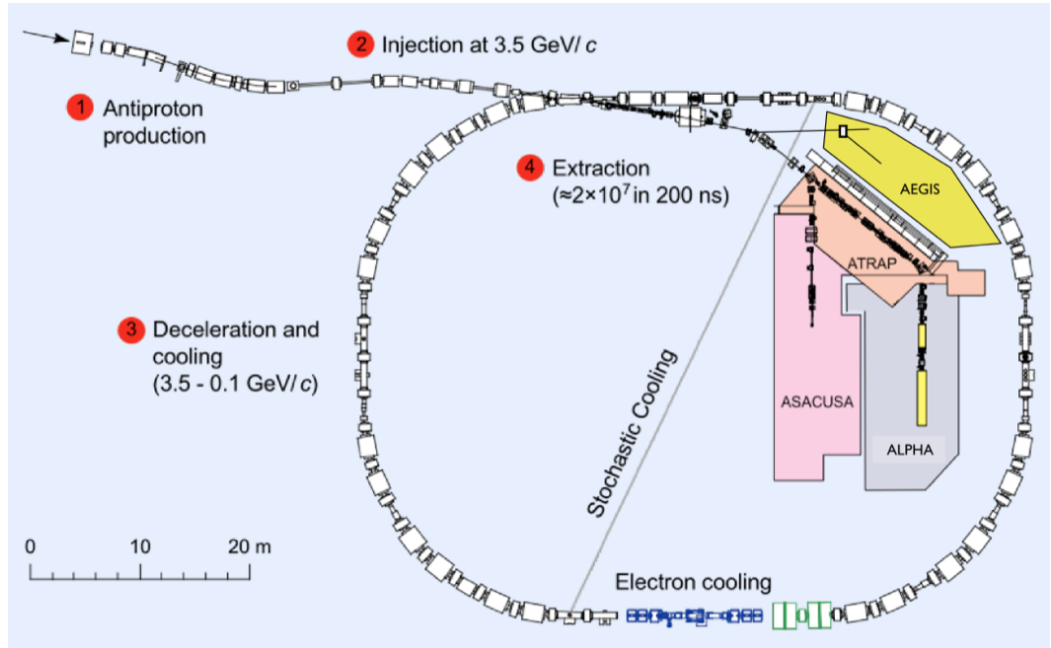 2 Injection at 3.5 GeV/ c
1 Antiproton
production
4 Extraction
(≈2×10⁷ in 200 ns)
AEGIS
ATRAP
3 Deceleration and
cooling
(3.5 - 0.1 GeV/ c)
Stochastic Cooling
ASACUSA
ALPHA
0 10 20 m
Electron cooling